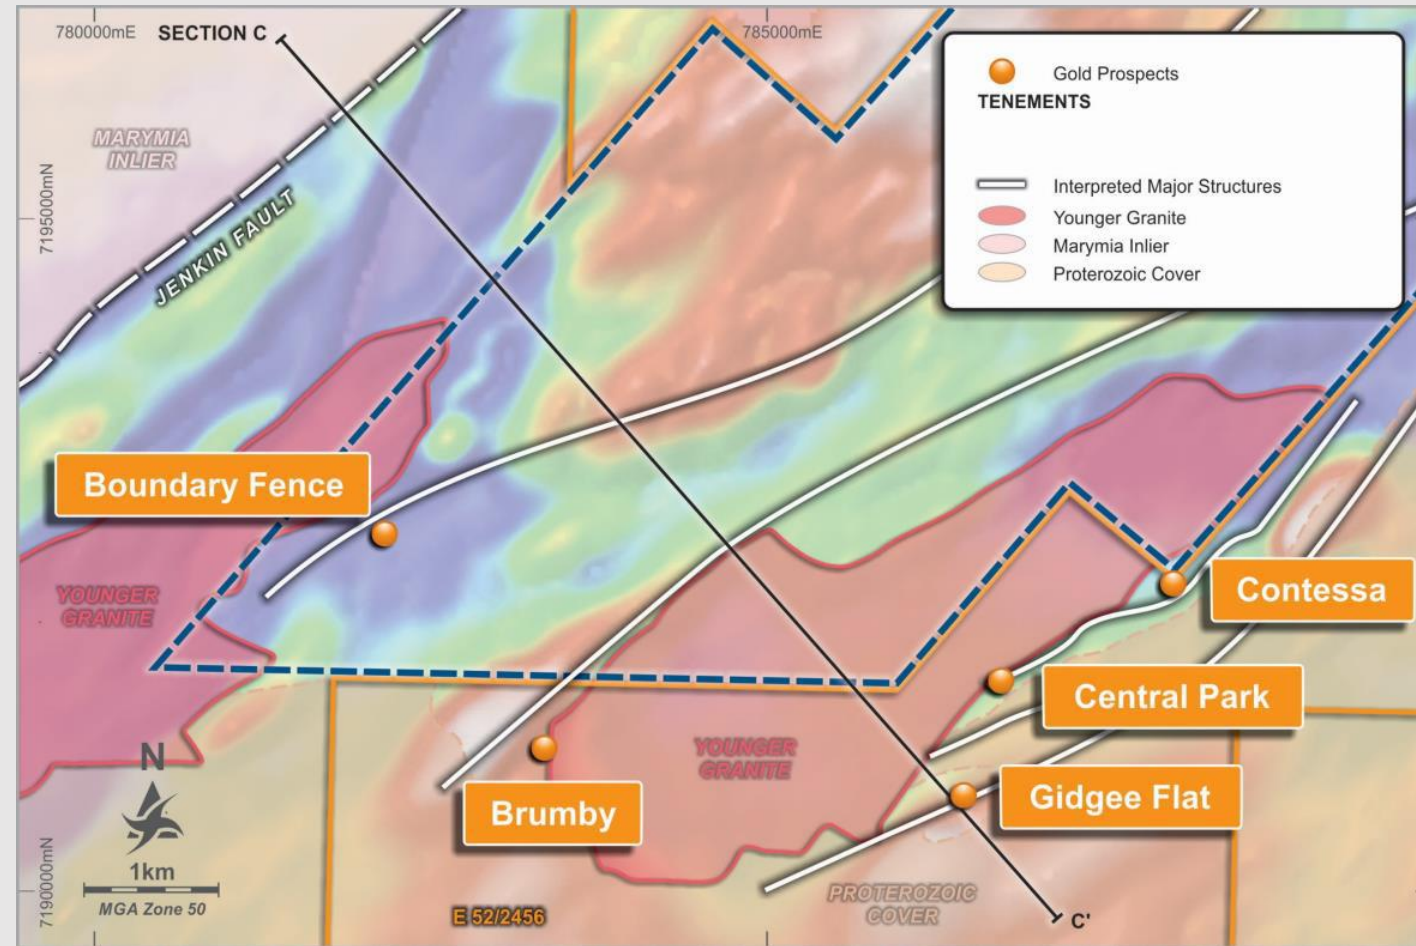 780000mE
SECTION C
785000mE
Gold Prospects
TENEMENTS
Interpreted Major Structures
Younger Granite
Marymia Inlier
Proterozoic Cover
MARYMIA
INLIER
7195000mN
JENKIN FAULT
Boundary Fence
YOUNGER
GRANITE
Contessa
Central Park
YOUNGER
GRANITE
Gidgee Flat
Brumby
N
1km
MGA Zone 50
7190000mN
E 52/2456
PROTEROZOIC
COVER
C'